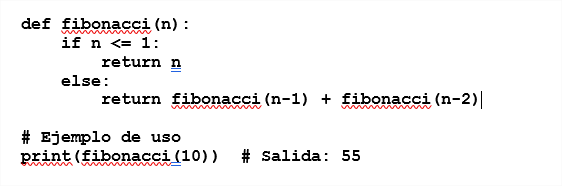 def fibonacci(n):
    if n <= 1:
        return n
    else:
        return fibonacci(n-1) + fibonacci(n-2)

# Ejemplo de uso
print(fibonacci(10))  # Salida: 55